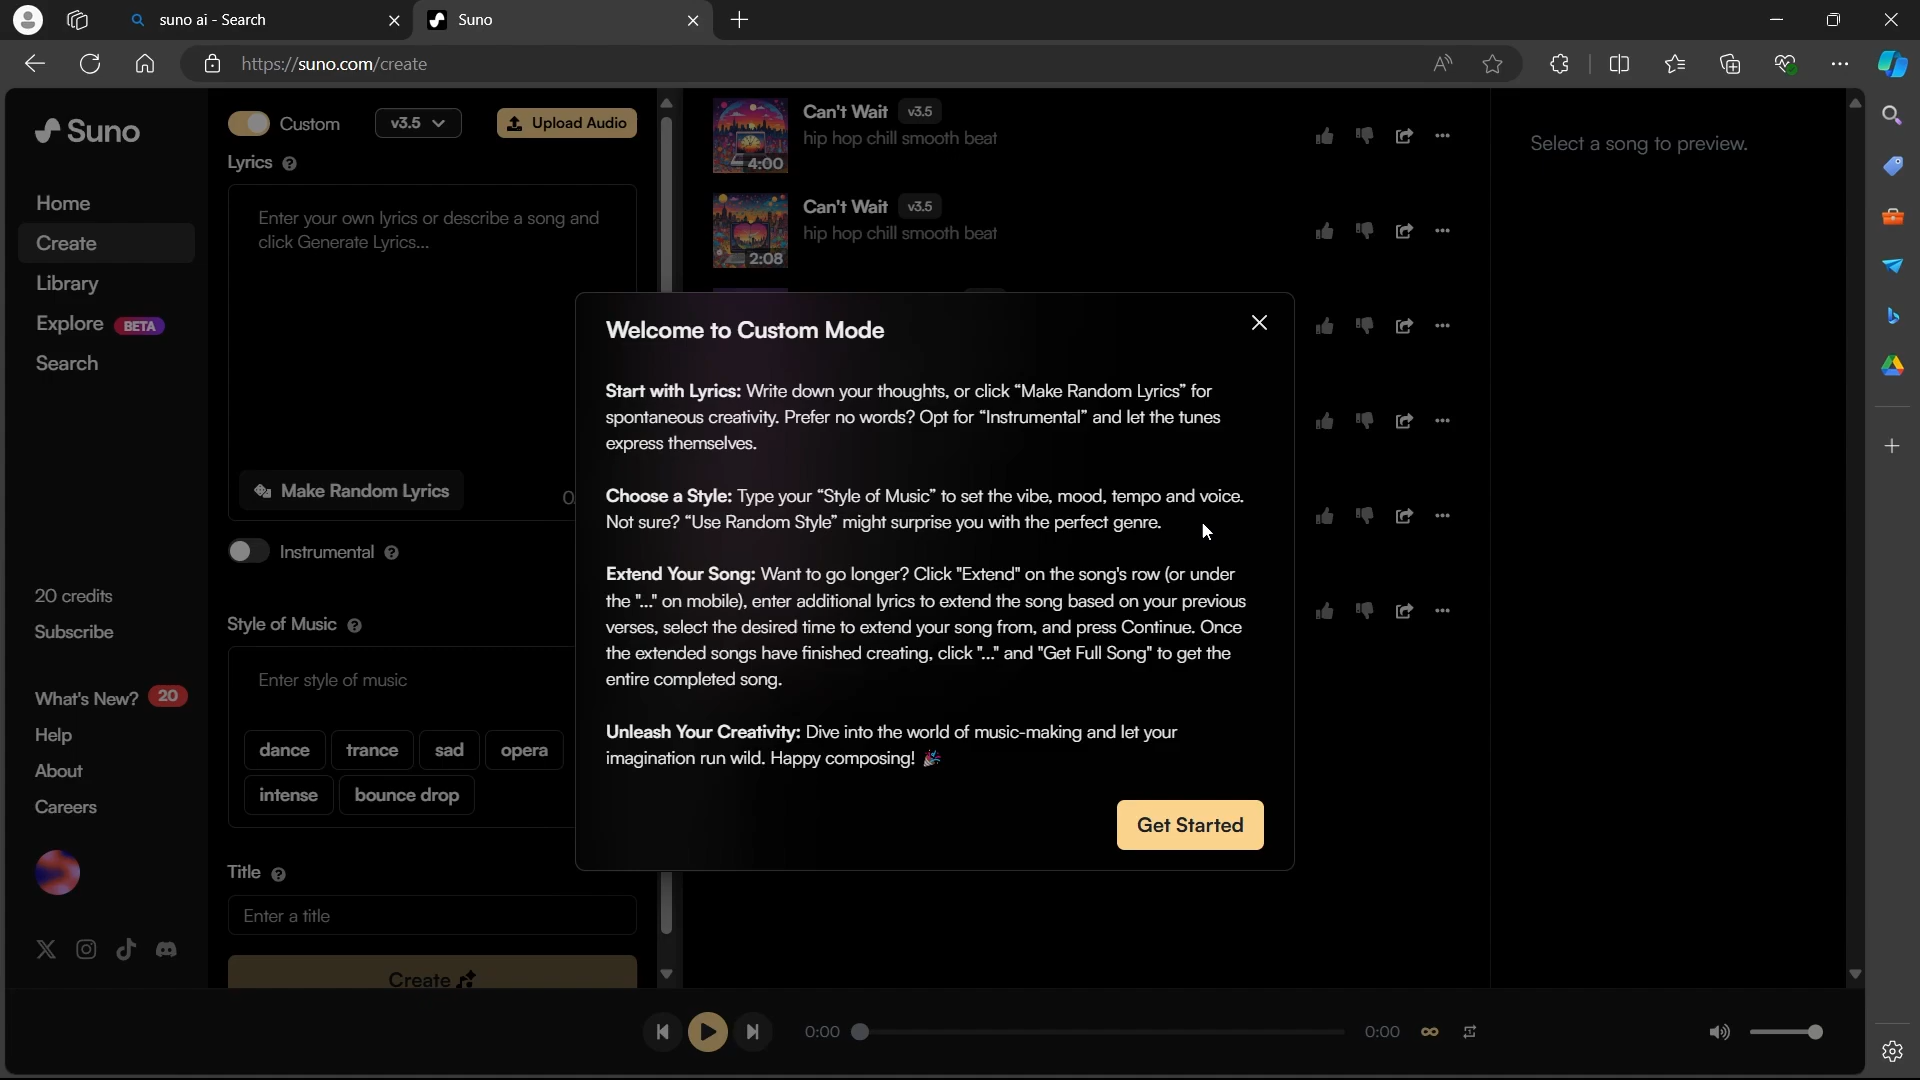 suno ai - Search
Suno
https://suno.com/create
Suno
Home
Create
Library
Explore BETA
Search
20 credits
Subscribe
What's New? 20
Help
About
Careers
Custom
v3.5
Upload Audio
Lyrics
Enter your own lyrics or describe a song and
click Generate Lyrics...
Make Random Lyrics
0
Instrumental
Style of Music
Enter style of music
dance trance sad opera
intense bounce drop
Title
Enter a title
Create
Can't Wait v3.5
hip hop chill smooth beat
4:00
Can't Wait v3.5
hip hop chill smooth beat
2:08
Select a song to preview.
Welcome to Custom Mode
Start with Lyrics: Write down your thoughts, or click “Make Random Lyrics” for
spontaneous creativity. Prefer no words? Opt for “Instrumental” and let the tunes
express themselves.
Choose a Style: Type your “Style of Music” to set the vibe, mood, tempo and voice.
Not sure? “Use Random Style” might surprise you with the perfect genre.
Extend Your Song: Want to go longer? Click "Extend" on the song's row (or under
the "..." on mobile), enter additional lyrics to extend the song based on your previous
verses, select the desired time to extend your song from, and press Continue. Once
the extended songs have finished creating, click "..." and "Get Full Song" to get the
entire completed song.
Unleash Your Creativity: Dive into the world of music-making and let your
imagination run wild. Happy composing! 🎉
Get Started
0:00
0:00